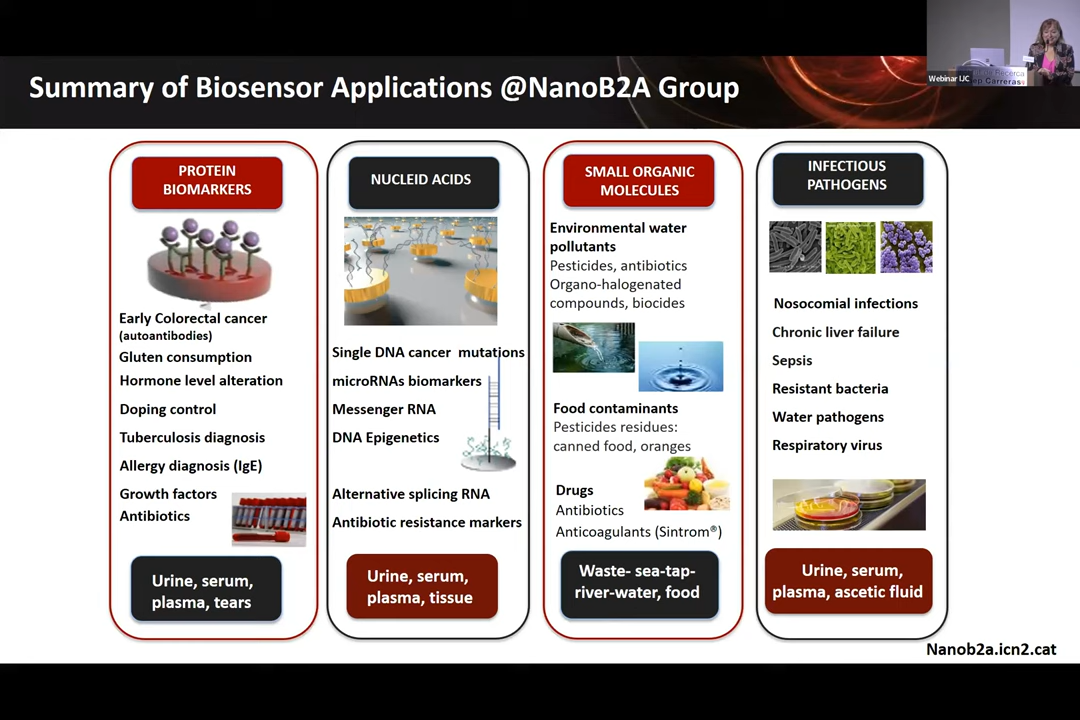 Summary of Biosensor Applications @NanoB2A Group
Webinar IJC
de Recerca
ep Carreras
PROTEIN
BIOMARKERS
Early Colorectal cancer
(autoantibodies)
Gluten consumption
Hormone level alteration
Doping control
Tuberculosis diagnosis
Allergy diagnosis (IgE)
Growth factors
Antibiotics
Urine, serum,
plasma, tears
NUCLEID ACIDS
Single DNA cancer mutations
microRNAs biomarkers
Messenger RNA
DNA Epigenetics
Alternative splicing RNA
Antibiotic resistance markers
Urine, serum,
plasma, tissue
SMALL ORGANIC
MOLECULES
Environmental water
pollutants
Pesticides, antibiotics
Organo-halogenated
compounds, biocides
Food contaminants
Pesticides residues:
canned food, oranges
Drugs
Antibiotics
Anticoagulants (Sintrom®)
Waste- sea-tap-
river-water, food
INFECTIOUS
PATHOGENS
Nosocomial infections
Chronic liver failure
Sepsis
Resistant bacteria
Water pathogens
Respiratory virus
Urine, serum,
plasma, ascetic fluid
Nanob2a.icn2.cat